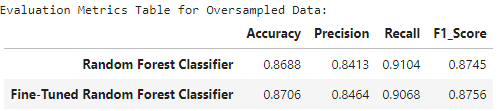 Evaluation Metrics Table for Oversampled Data:
Accuracy Precision Recall F1_Score
Random Forest Classifier 0.8688 0.8413 0.9104 0.8745
Fine-Tuned Random Forest Classifier 0.8706 0.8464 0.9068 0.8756